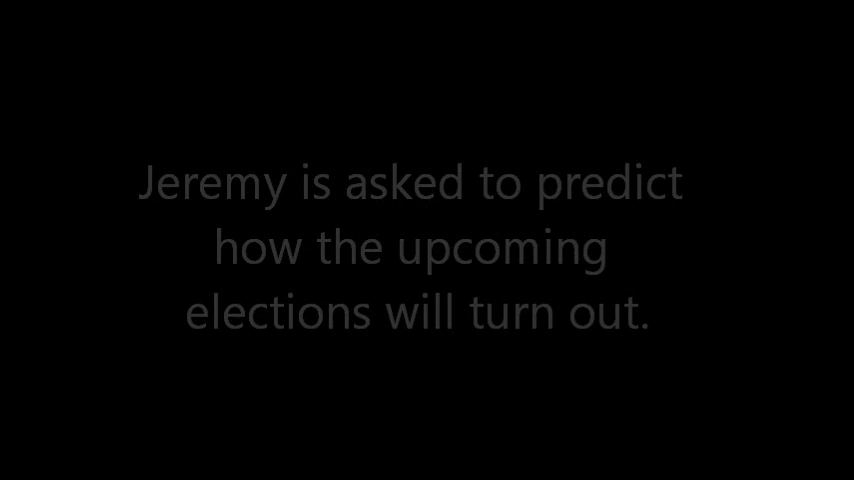 Jeremy is asked to predict
how the upcoming
elections will turn out.